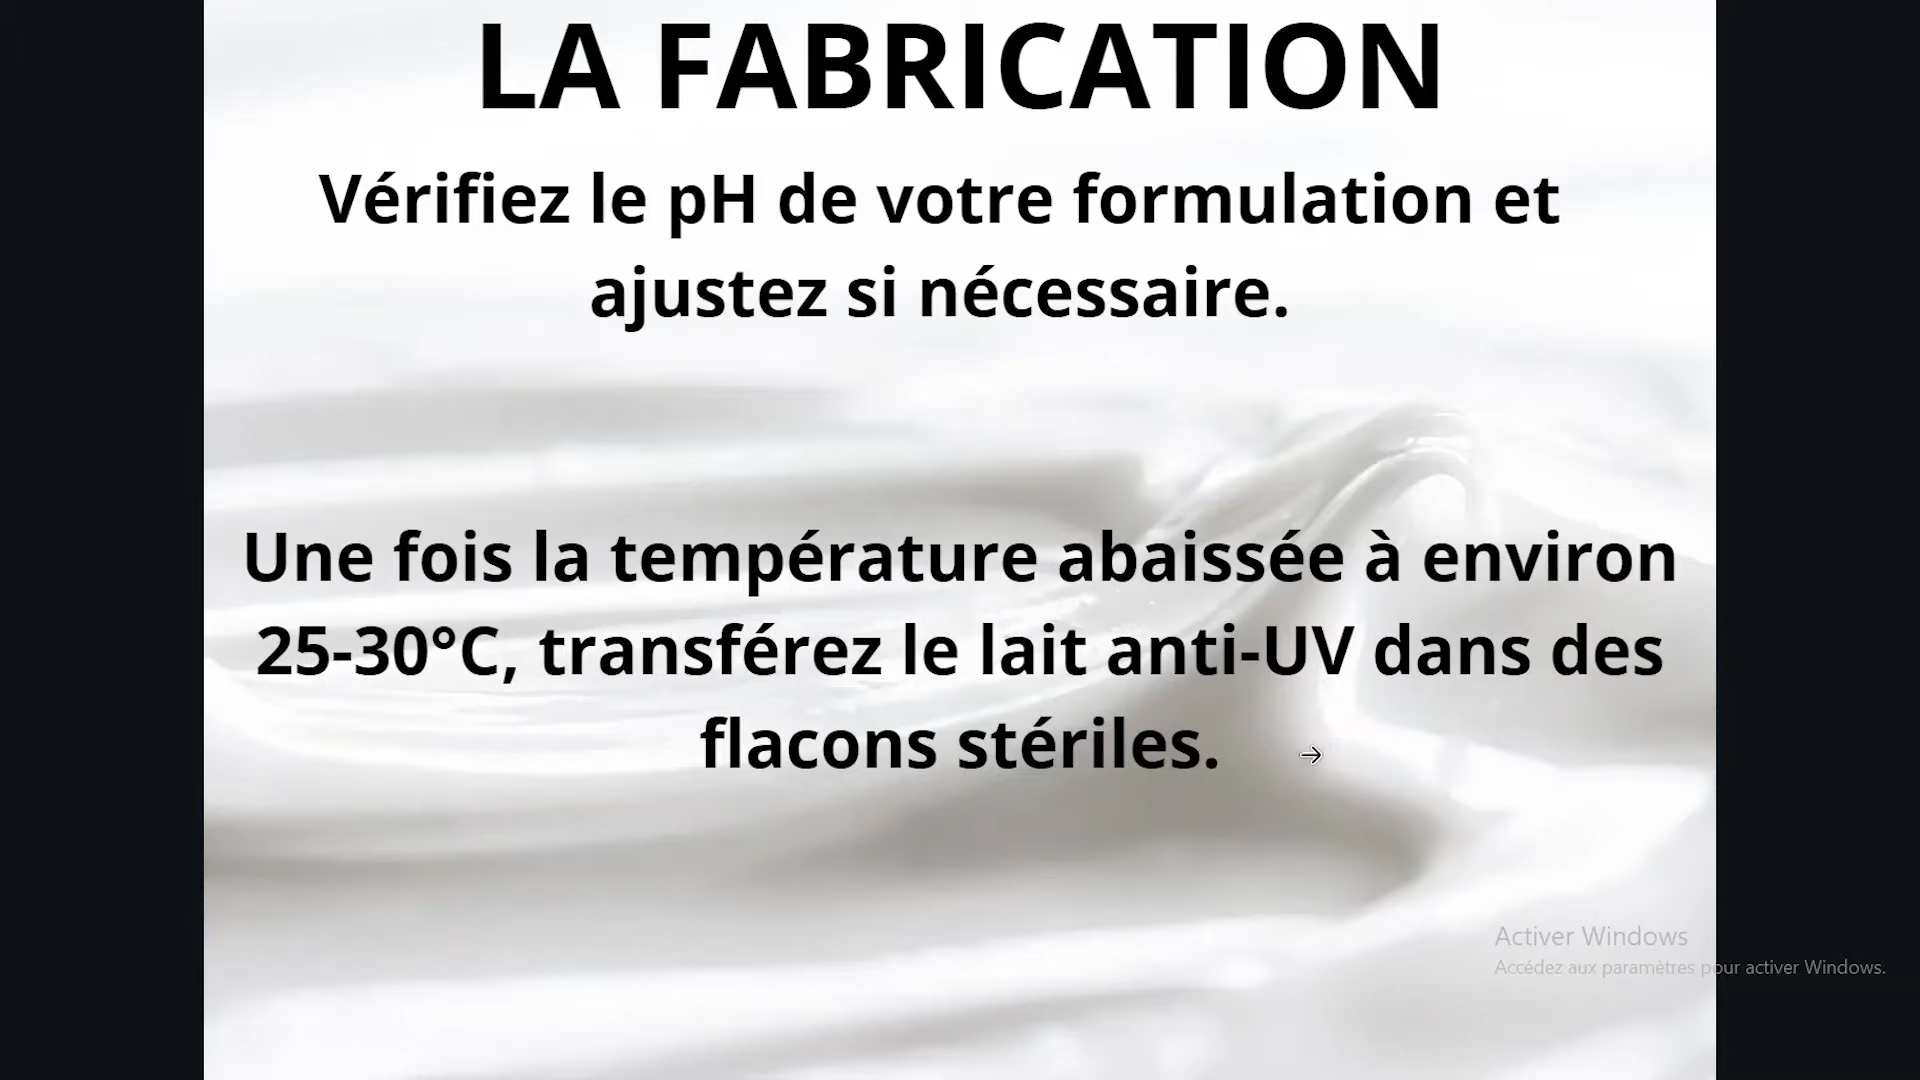 LA FABRICATION
Vérifiez le pH de votre formulation et
ajustez si nécessaire.
Une fois la température abaissée à environ
25-30°C, transférez le lait anti-UV dans des
flacons stériles.
Activer Windows
Accédez aux paramètres pour activer Windows.